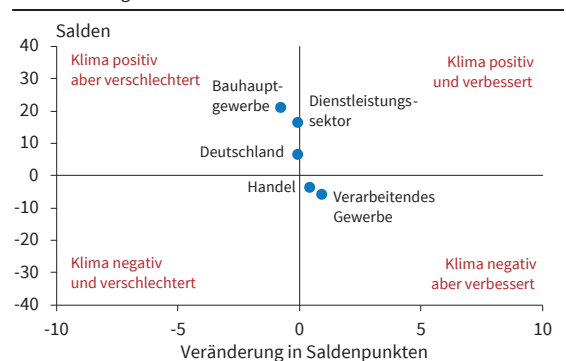 Salden
40
30
20
10
0
-10
-20
-30
-40
Klima positiv
aber verschlechtert
Klima positiv
und verbessert
Bauhaupt-
gewerbe
Dienstleistungs-
sektor
Deutschland
Handel
Verarbeitendes
Gewerbe
Klima negativ
und verschlechtert
Klima negativ
aber verbessert
-10
-5
0
5
10
Veränderung in Saldenpunkten